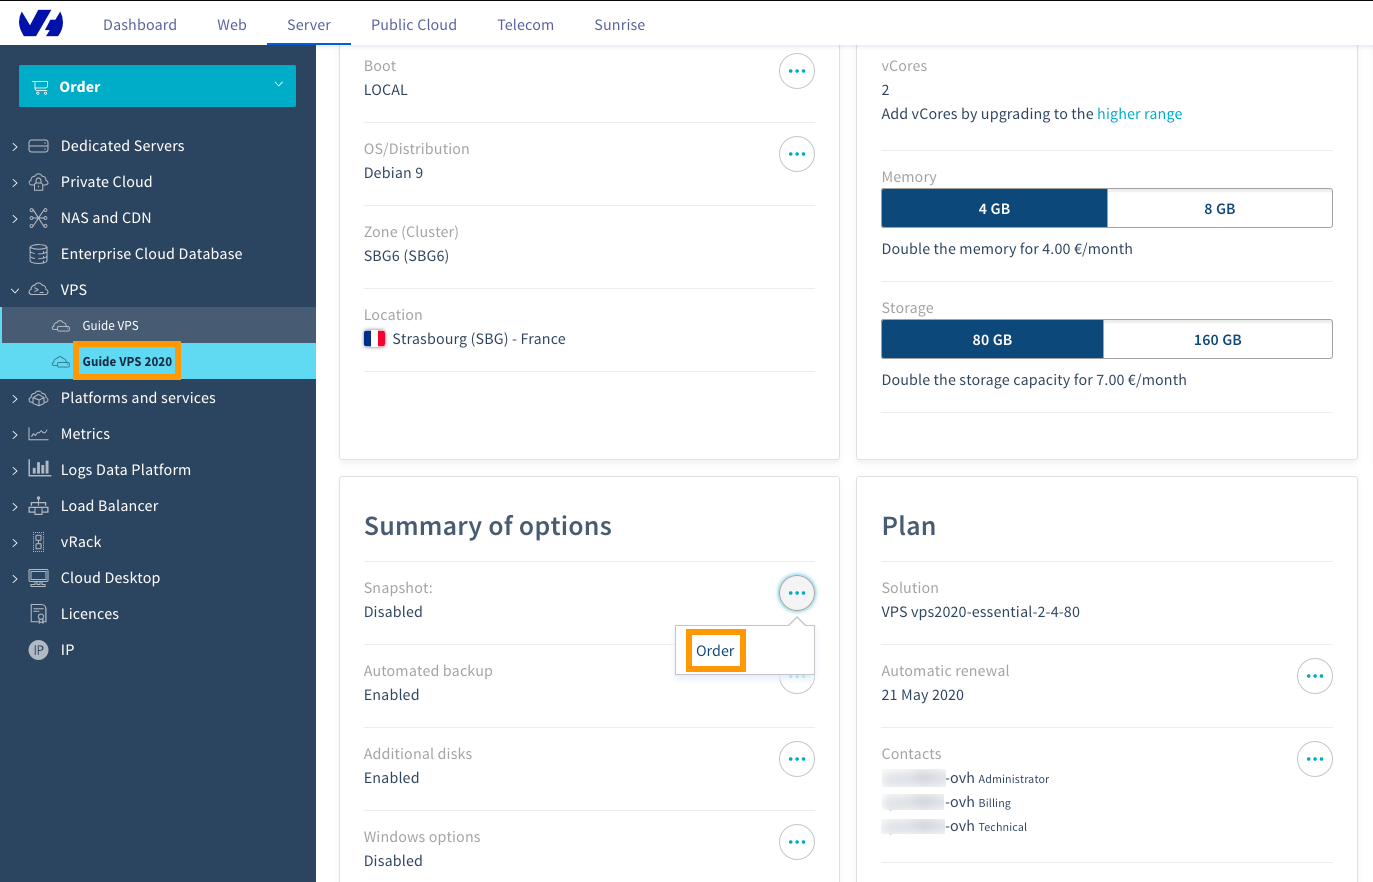 Dashboard Web Server Public Cloud Telecom Sunrise
Order
Dedicated Servers
Private Cloud
NAS and CDN
Enterprise Cloud Database
VPS
Guide VPS
Guide VPS 2020
Platforms and services
Metrics
Logs Data Platform
Load Balancer
vRack
Cloud Desktop
Licences
IP IP
Boot
LOCAL
OS/Distribution
Debian 9
Zone (Cluster)
SBG6 (SBG6)
Location
Strasbourg (SBG) - France
vCores
2
Add vCores by upgrading to the higher range
Memory
4 GB 8 GB
Double the memory for 4.00 €/month
Storage
80 GB 160 GB
Double the storage capacity for 7.00 €/month
Summary of options
Snapshot:
Disabled
Order
Automated backup
Enabled
Additional disks
Enabled
Windows options
Disabled
Plan
Solution
VPS vps2020-essential-2-4-80
Automatic renewal
21 May 2020
Contacts
-ovh Administrator
-ovh Billing
-ovh Technical